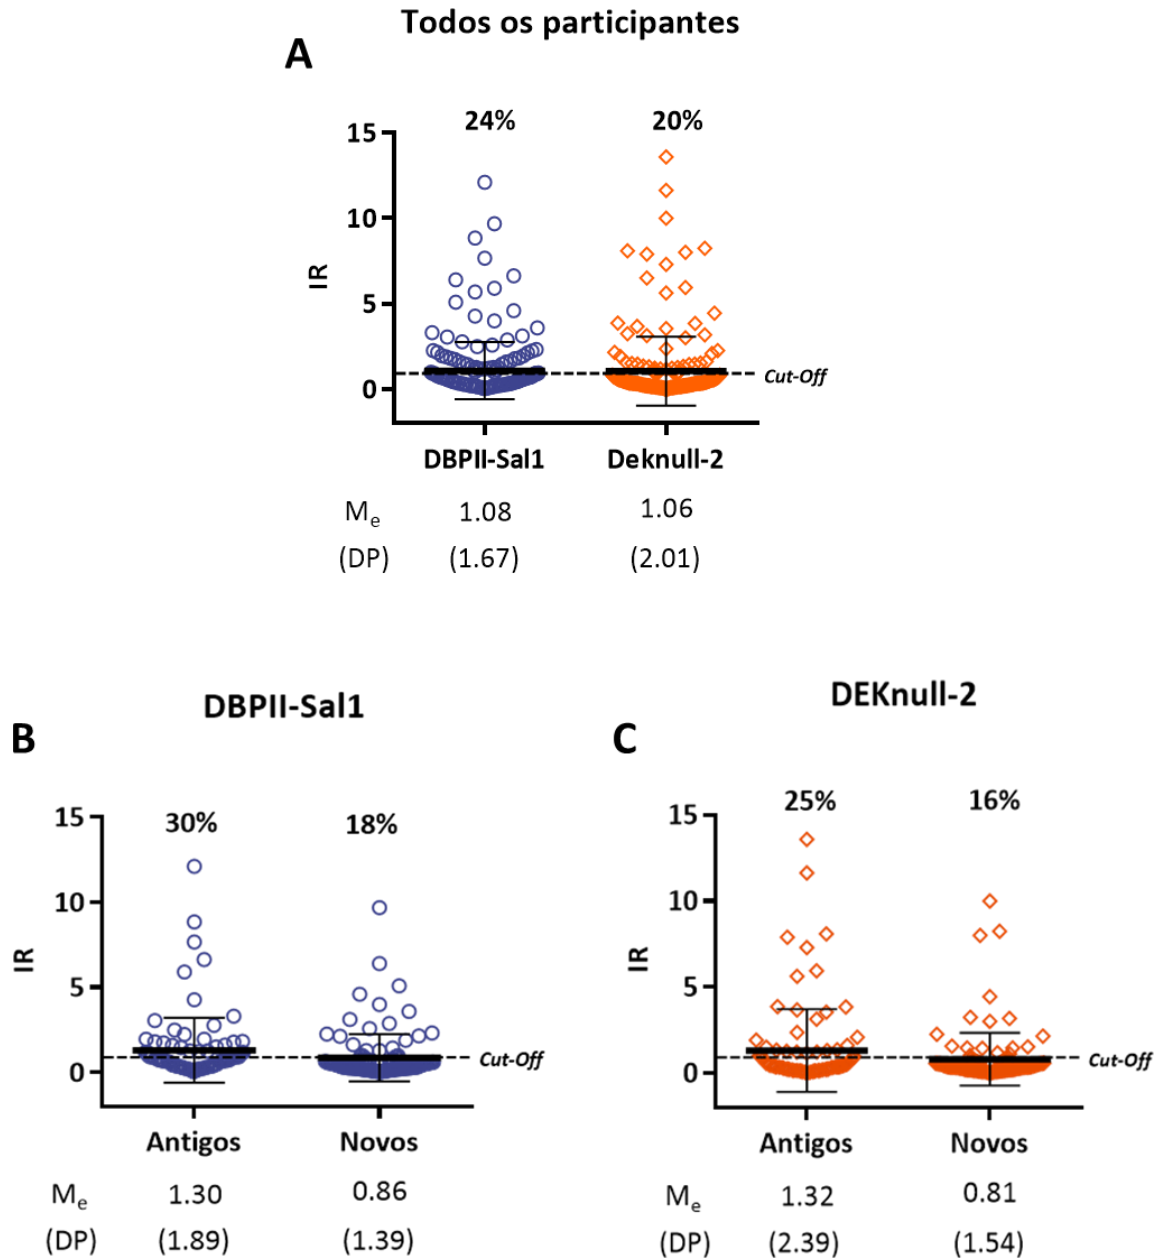 Todos os participantes
A
24% 20%
15
10
5
0
IR
Cut-Off
DBPII-Sal1 Deknull-2
Me 1.08 1.06
(DP) (1.67) (2.01)
DBPII-Sal1
B
30% 18%
15
10
5
0
IR
Cut-Off
Antigos Novos
Me 1.30 0.86
(DP) (1.89) (1.39)
DEKnull-2
C
25% 16%
15
10
5
0
IR
Cut-Off
Antigos Novos
Me 1.32 0.81
(DP) (2.39) (1.54)